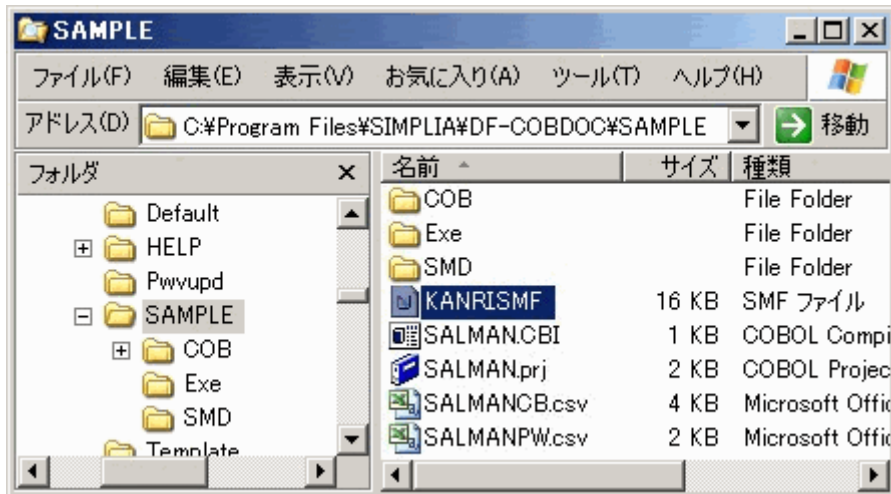 SAMPLE
ファイル(F) 編集(E) 表示(V) お気に入り(A) ツール(T) ヘルプ(H)
アドレス(D) C:¥Program Files¥SIMPLIA¥DF-COBDOC¥SAMPLE 移動
フォルダ
Default
HELP
Pwvupd
SAMPLE
COB
Exe
SMD
Template
名前 サイズ 種類
COB File Folder
Exe File Folder
SMD File Folder
KANRI.SMF 16 KB SMF ファイル
SALMAN.CBI 1 KB COBOL Compi
SALMAN.prj 2 KB COBOL Projec
SALMANCB.csv 4 KB Microsoft Offic
SALMANPW.csv 2 KB Microsoft Offic